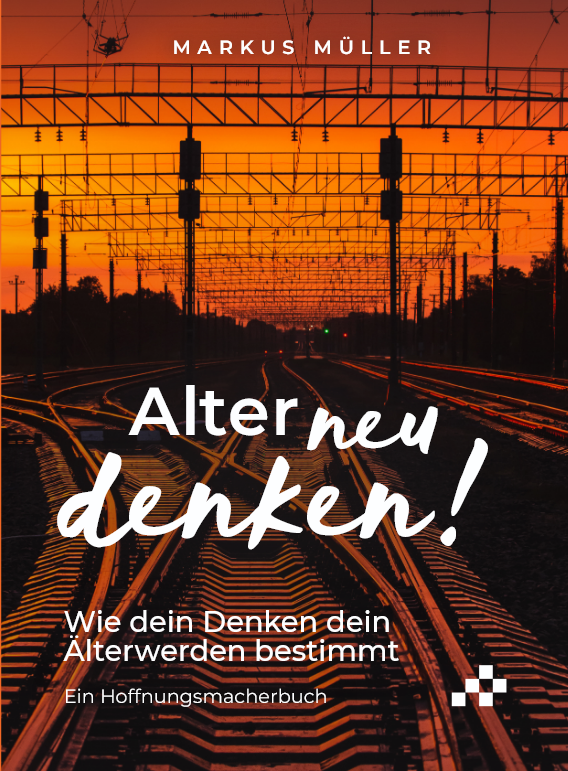 MARKUS MÜLLER
Alter neu
denken!
Wie dein Denken dein
Älterwerden bestimmt
Ein Hoffnungsmacherbuch